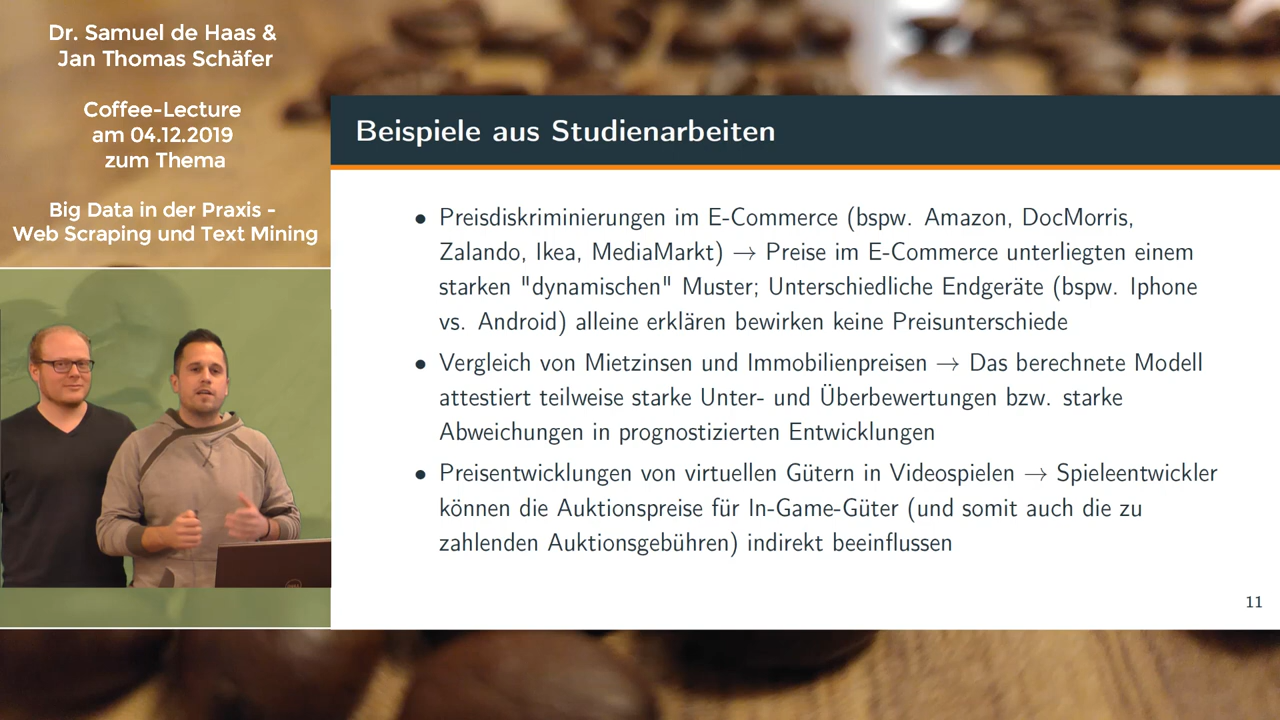 Dr. Samuel de Haas &
Jan Thomas Schäfer
Coffee-Lecture
am 04.12.2019
zum Thema
Big Data in der Praxis -
Web Scraping und Text Mining
Beispiele aus Studienarbeiten
• Preisdiskriminierungen im E-Commerce (bspw. Amazon, DocMorris,
Zalando, Ikea, MediaMarkt) → Preise im E-Commerce unterliegten einem
starken "dynamischen" Muster; Unterschiedliche Endgeräte (bspw. Iphone
vs. Android) alleine erklären bewirken keine Preisunterschiede
• Vergleich von Mietzinsen und Immobilienpreisen → Das berechnete Modell
attestiert teilweise starke Unter- und Überbewertungen bzw. starke
Abweichungen in prognostizierten Entwicklungen
• Preisentwicklungen von virtuellen Gütern in Videospielen → Spieleentwickler
können die Auktionspreise für In-Game-Güter (und somit auch die zu
zahlenden Auktionsgebühren) indirekt beeinflussen
11